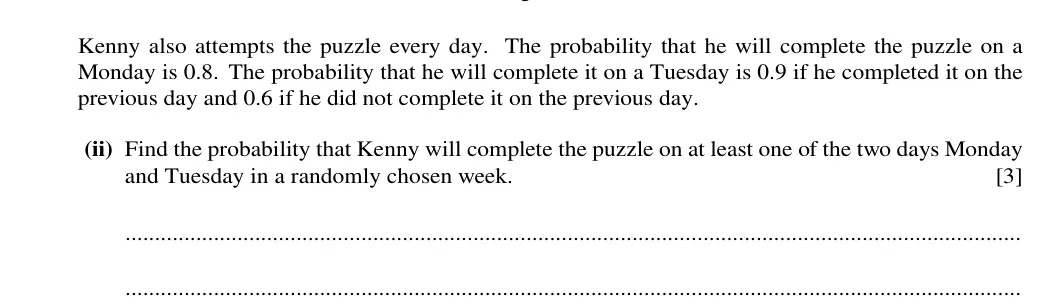 Kenny also attempts the puzzle every day. The probability that he will complete the puzzle on a
Monday is 0.8. The probability that he will complete it on a Tuesday is 0.9 if he completed it on the
previous day and 0.6 if he did not complete it on the previous day.
(ii) Find the probability that Kenny will complete the puzzle on at least one of the two days Monday
and Tuesday in a randomly chosen week. [3]